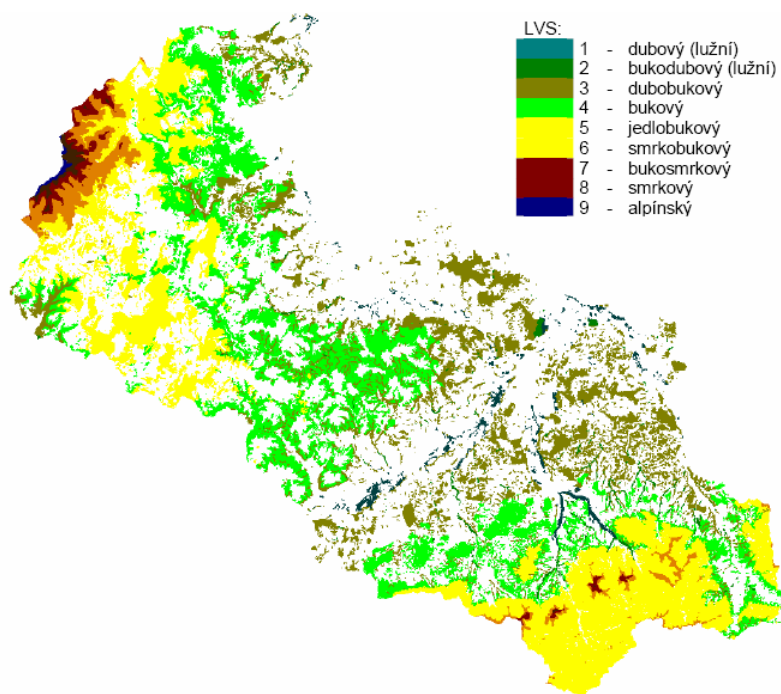 LVS:
1 - dubový (lužní)
2 - bukodubový (lužní)
3 - dubobukový
4 - bukový
5 - jedlobukový
6 - smrkobukový
7 - bukosmrkový
8 - smrkový
9 - alpínský